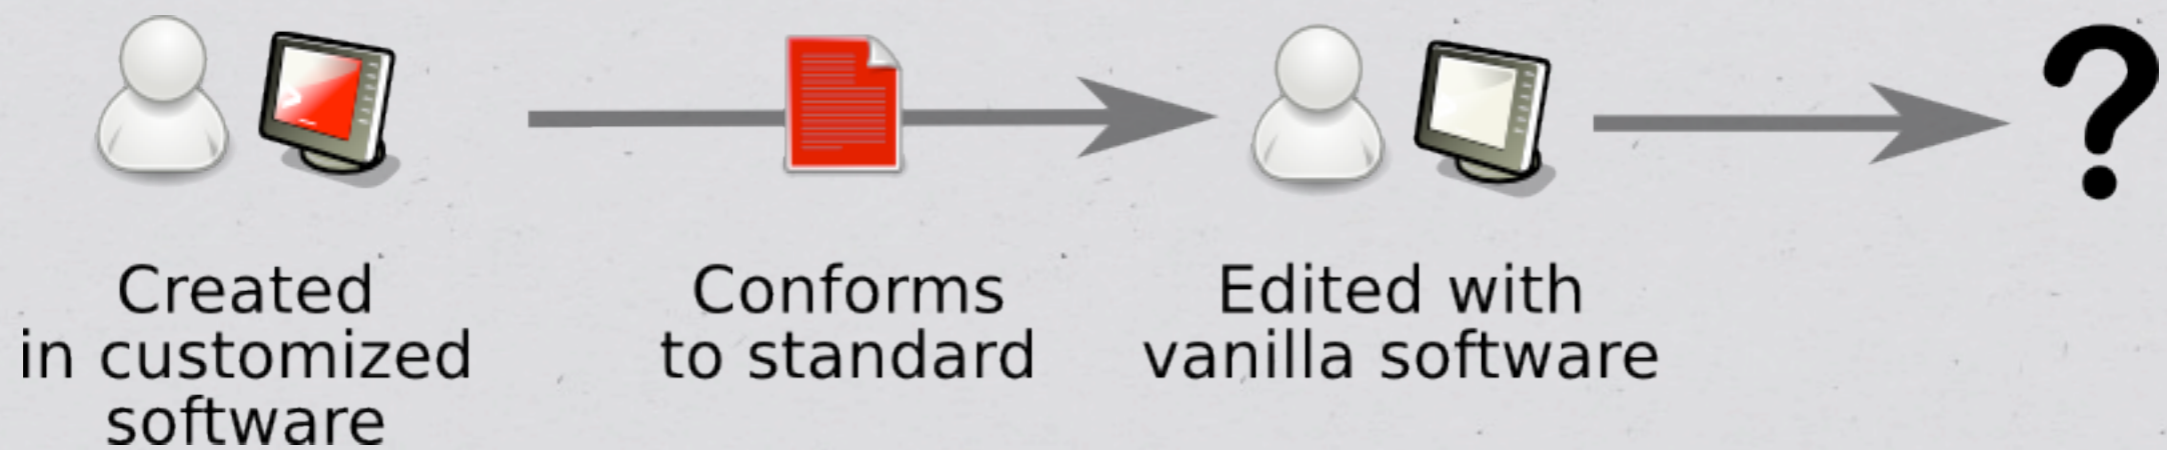 Created
in customized
software
Conforms
to standard
Edited with
vanilla software
?